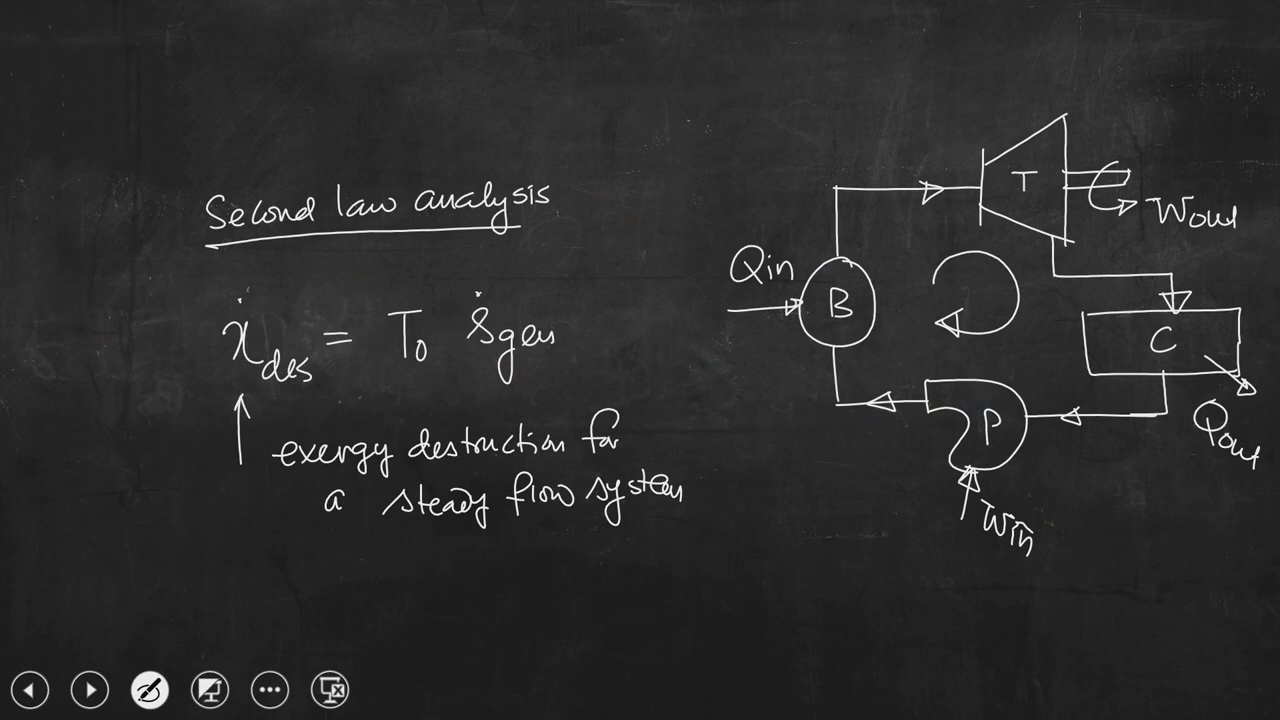 Second law analysis
ẋdes = T0 Ṡgen
exergy destruction for
a steady flow system
T
Wout
Qin
B
C
Qout
P
Win